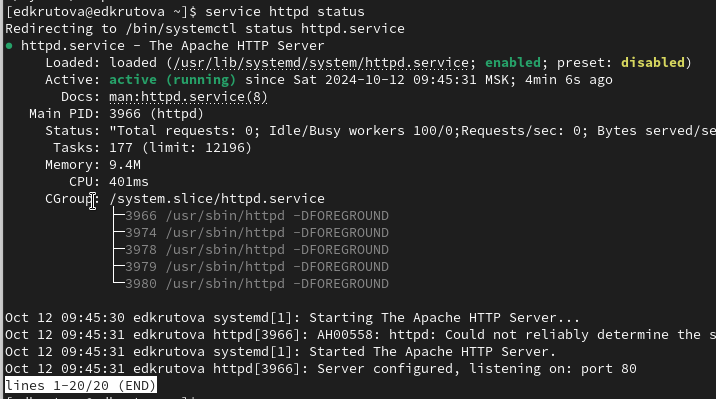 [edkrutova@edkrutova ~]$ service httpd status
Redirecting to /bin/systemctl status httpd.service
● httpd.service – The Apache HTTP Server
     Loaded: loaded (/usr/lib/systemd/system/httpd.service; enabled; preset: disabled)
     Active: active (running) since Sat 2024-10-12 09:45:31 MSK; 4min 6s ago
       Docs: man:httpd.service(8)
   Main PID: 3966 (httpd)
     Status: "Total requests: 0; Idle/Busy workers 100/0;Requests/sec: 0; Bytes served/se
      Tasks: 177 (limit: 12196)
     Memory: 9.4M
        CPU: 401ms
     CGroup: /system.slice/httpd.service
             ├─3966 /usr/sbin/httpd -DFOREGROUND
             ├─3974 /usr/sbin/httpd -DFOREGROUND
             ├─3978 /usr/sbin/httpd -DFOREGROUND
             ├─3979 /usr/sbin/httpd -DFOREGROUND
             └─3980 /usr/sbin/httpd -DFOREGROUND
Oct 12 09:45:30 edkrutova systemd[1]: Starting The Apache HTTP Server...
Oct 12 09:45:31 edkrutova httpd[3966]: AH00558: httpd: Could not reliably determine the s
Oct 12 09:45:31 edkrutova systemd[1]: Started The Apache HTTP Server.
Oct 12 09:45:31 edkrutova httpd[3966]: Server configured, listening on: port 80
lines 1-20/20 (END)